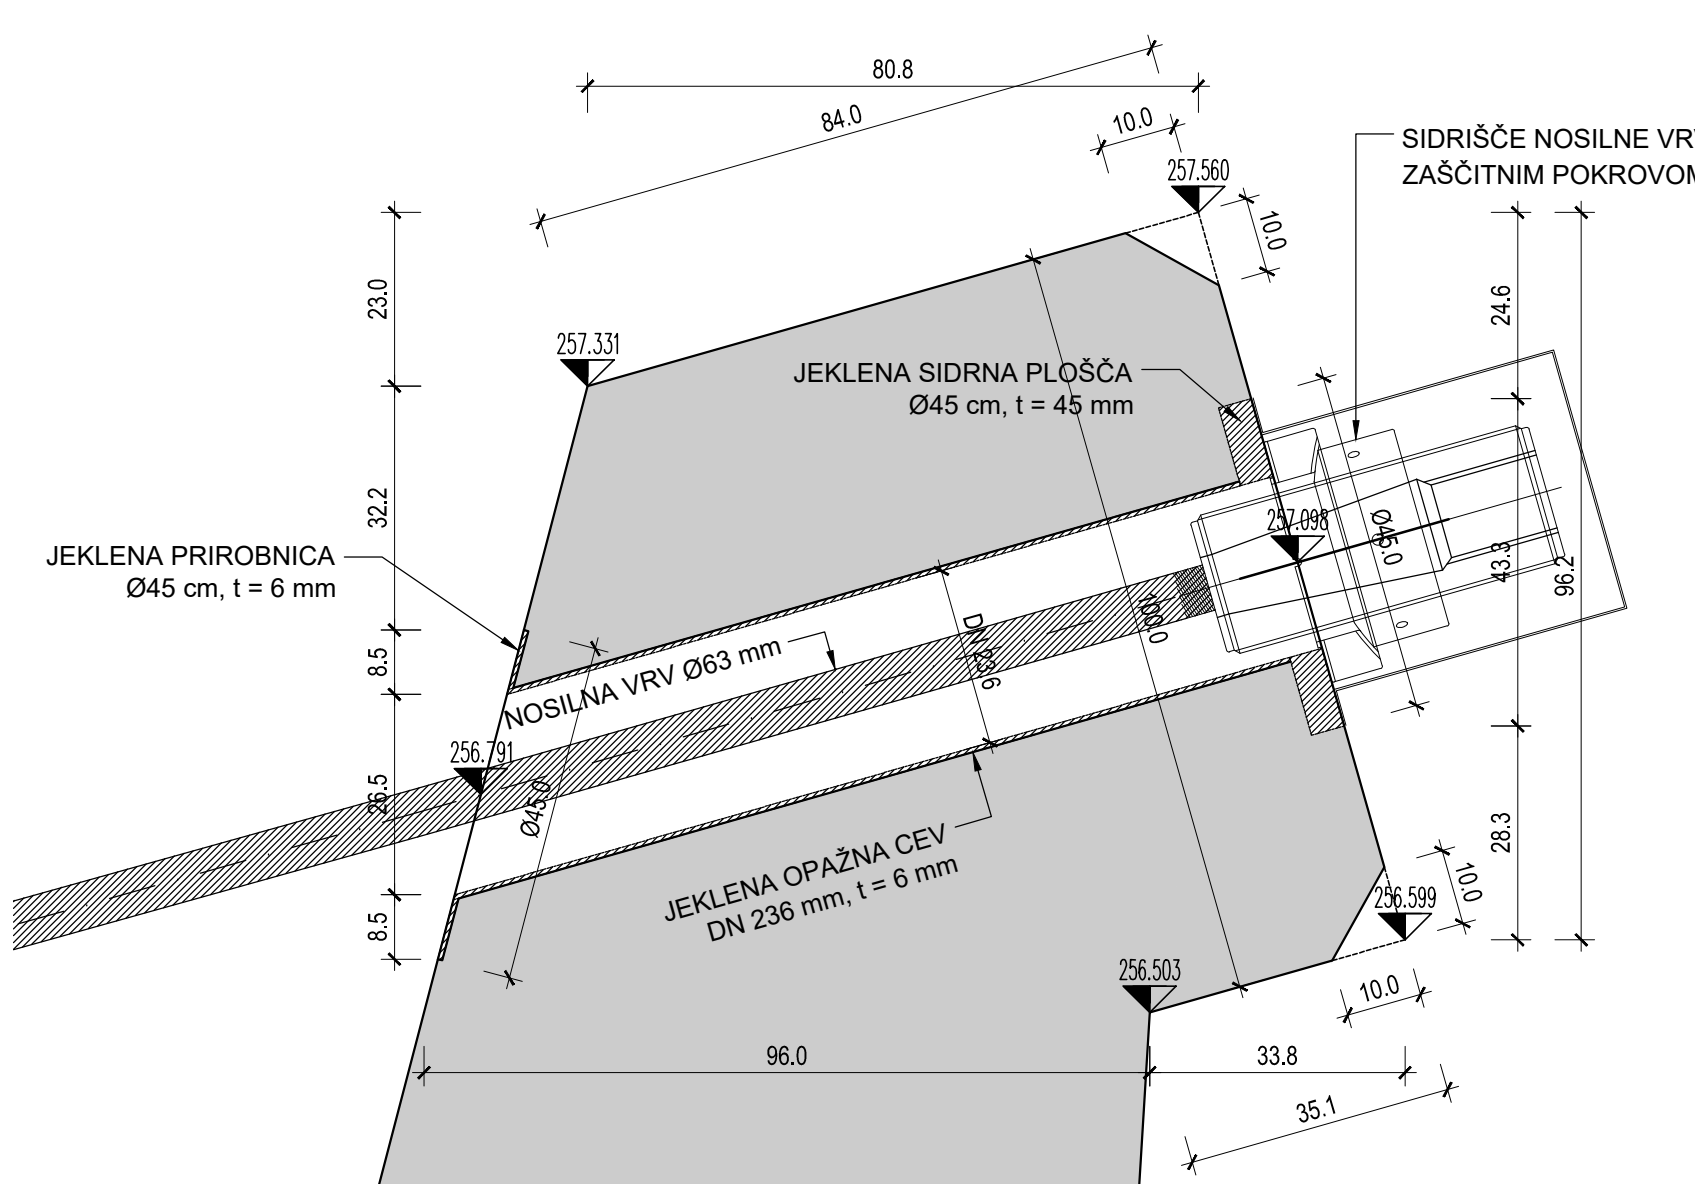 80.8
84.0
10.0
SIDRIŠČE NOSILNE
ZAŠČITNIM
257.560
10.0
23.0
24.6
257.331
JEKLENA SIDRNA PLOŠČA
Ø45 cm, t = 45 mm
32.2
257.098
Ø45.0
43.3
96.2
JEKLENA PRIROBNICA
Ø45 cm, t = 6 mm
100.0
8.5
DN 23.6
NOSILNA VRV Ø63 mm
256.791
26.5
Ø45.0
28.3
JEKLENA OPAŽNA CEV
DN 236 mm, t = 6 mm
10.0
256.599
8.5
256.503
10.0
96.0
33.8
35.1